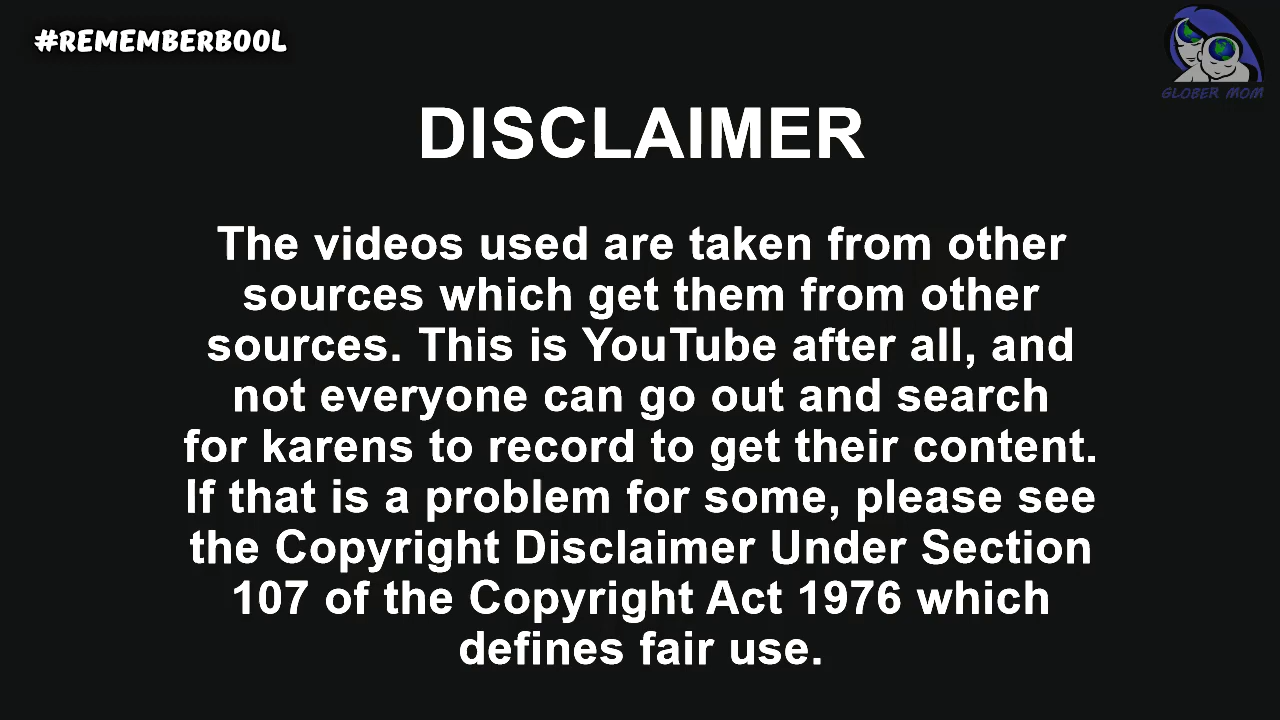 #REMEMBERBOOL
GLOBER MOM
DISCLAIMER
The videos used are taken from other
sources which get them from other
sources. This is YouTube after all, and
not everyone can go out and search
for karens to record to get their content.
If that is a problem for some, please see
the Copyright Disclaimer Under Section
107 of the Copyright Act 1976 which
defines fair use.